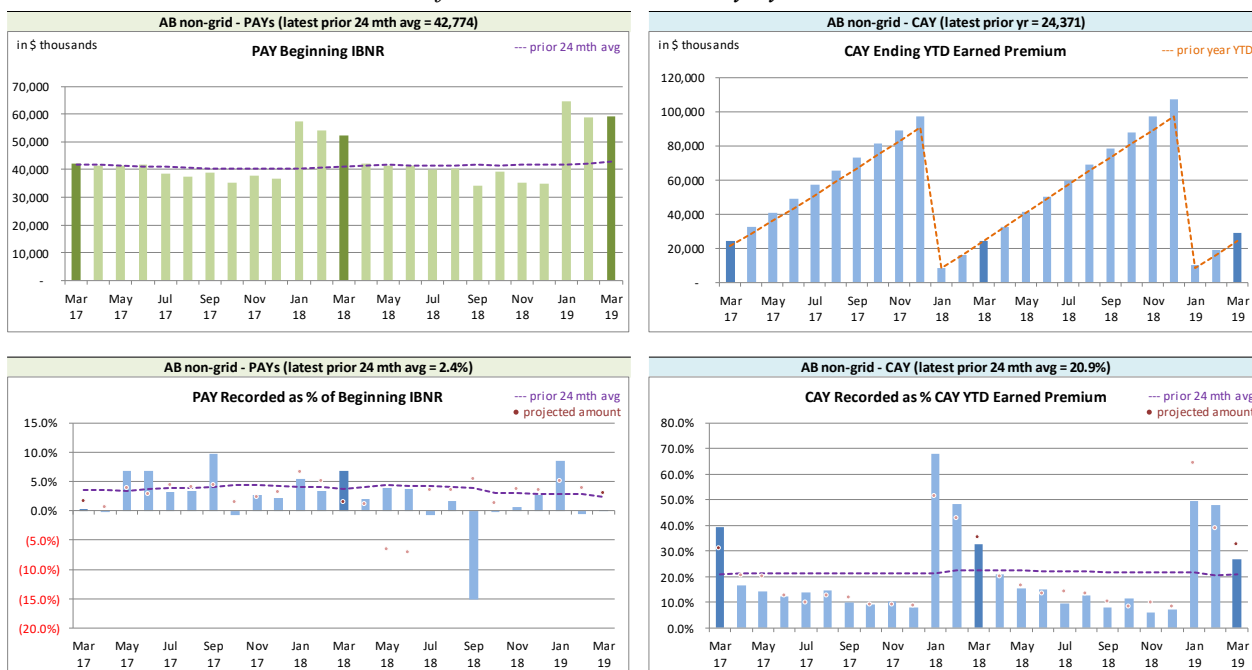 AB non-grid - PAYs (latest prior 24 mth avg = 42,774)
in $ thousands
PAY Beginning IBNR
--- prior 24 mth avg
70,000
60,000
50,000
40,000
30,000
20,000
10,000
-
Mar May Jul Sep Nov Jan Mar May Jul Sep Nov Jan Mar
17 17 17 17 17 18 18 18 18 18 18 19 19
AB non-grid - CAY (latest prior yr = 24,371)
in $ thousands
CAY Ending YTD Earned Premium
--- prior year YTD
120,000
100,000
80,000
60,000
40,000
20,000
-
Mar May Jul Sep Nov Jan Mar May Jul Sep Nov Jan Mar
17 17 17 17 17 18 18 18 18 18 18 19 19
AB non-grid - PAYs (latest prior 24 mth avg = 2.4%)
PAY Recorded as % of Beginning IBNR
--- prior 24 mth avg
● projected amount
15.0%
10.0%
5.0%
0.0%
(5.0%)
(10.0%)
(15.0%)
(20.0%)
Mar May Jul Sep Nov Jan Mar May Jul Sep Nov Jan Mar
17 17 17 17 17 18 18 18 18 18 18 19 19
AB non-grid - CAY (latest prior 24 mth avg = 20.9%)
CAY Recorded as % CAY YTD Earned Premium
--- prior 24 mth avg
● projected amount
80.0%
70.0%
60.0%
50.0%
40.0%
30.0%
20.0%
10.0%
0.0%
Mar May Jul Sep Nov Jan Mar May Jul Sep Nov Jan Mar
17 17 17 17 17 18 18 18 18 18 18 19 19